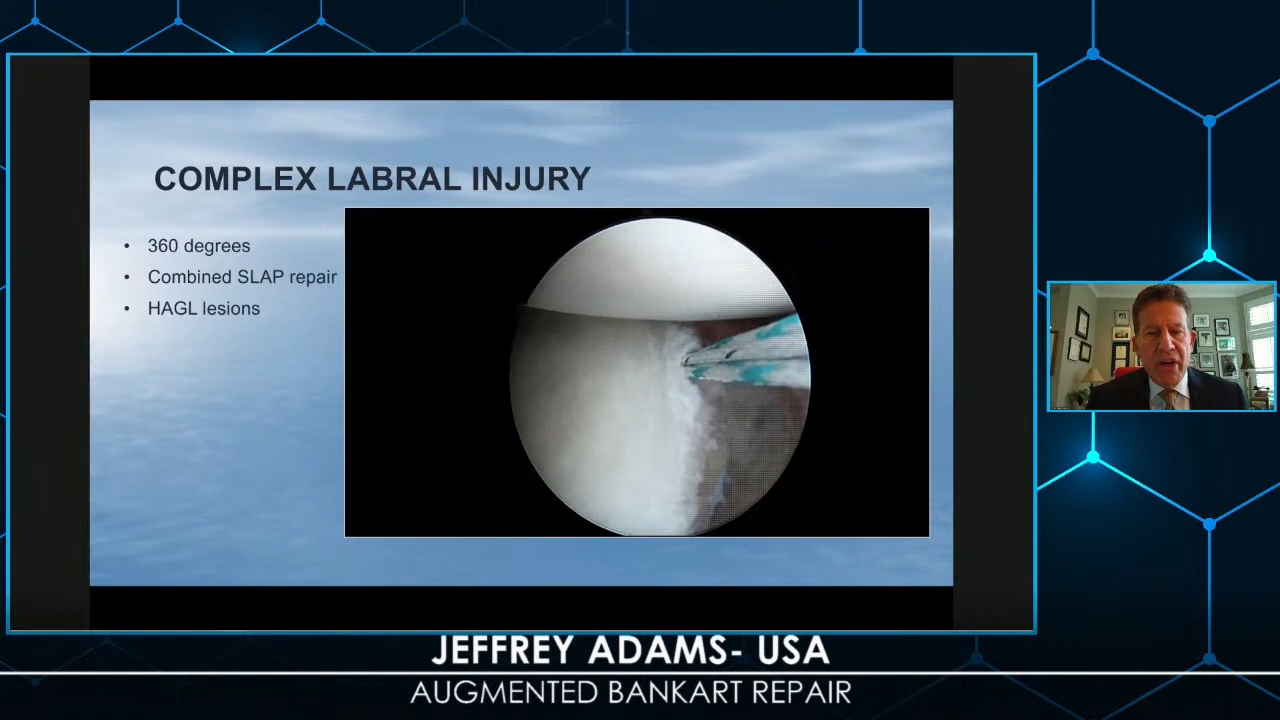 COMPLEX LABRAL INJURY
• 360 degrees
• Combined SLAP repair
• HAGL lesions
JEFFREY ADAMS- USA
AUGMENTED BANKART REPAIR